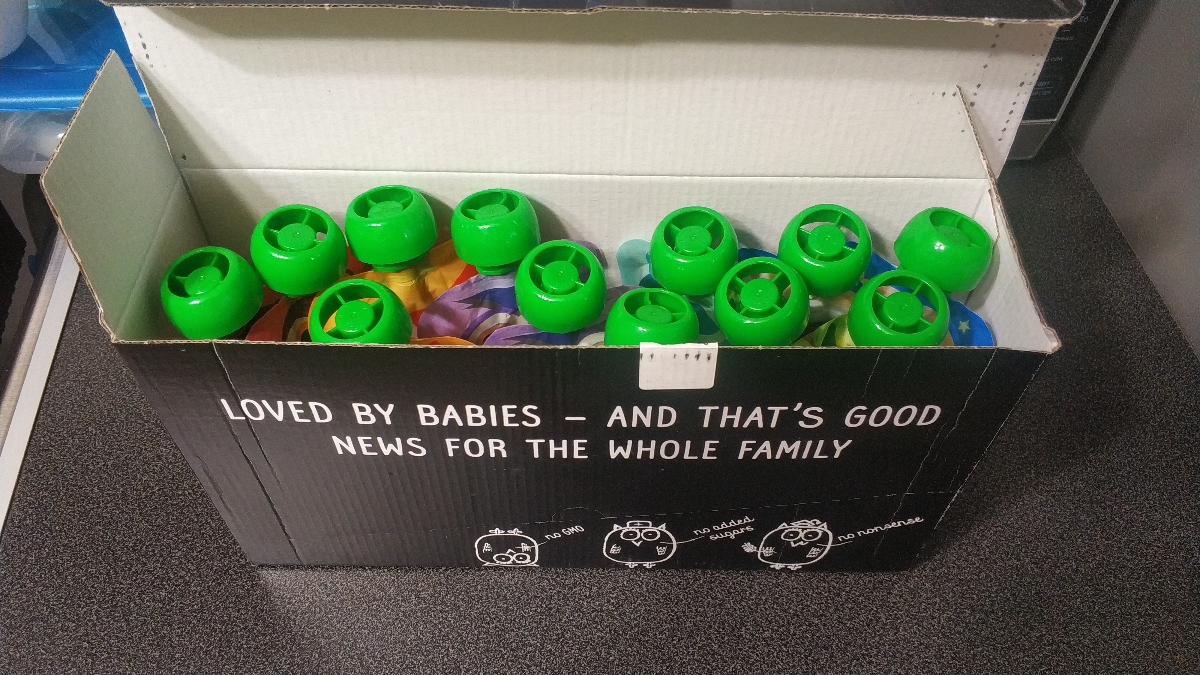 LOVED BY BABIES – AND THAT'S GOOD
NEWS FOR THE WHOLE FAMILY
no GMO
no added
sugars
no nonsense